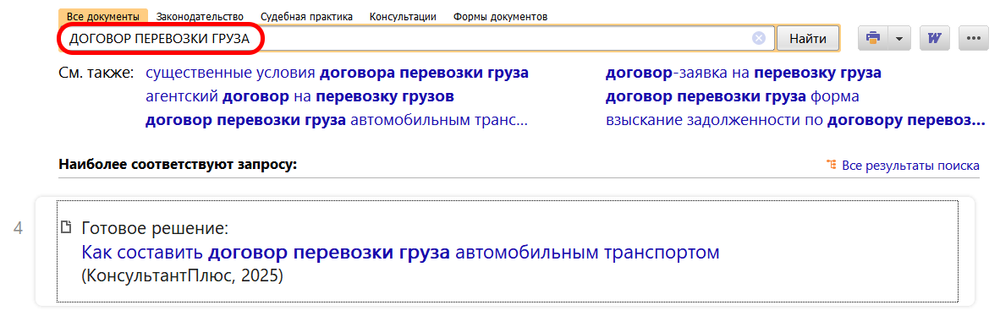 Все документы Законодательство Судебная практика Консультации Формы документов
ДОГОВОР ПЕРЕВОЗКИ ГРУЗА Найти W
См. также: существенные условия договора перевозки груза договор-заявка на перевозку груза
агентский договор на перевозку грузов договор перевозки груза форма
договор перевозки груза автомобильным транс... взыскание задолженности по договору перевоз...
Наиболее соответствуют запросу: Все результаты поиска
4 Готовое решение:
Как составить договор перевозки груза автомобильным транспортом
(КонсультантПлюс, 2025)